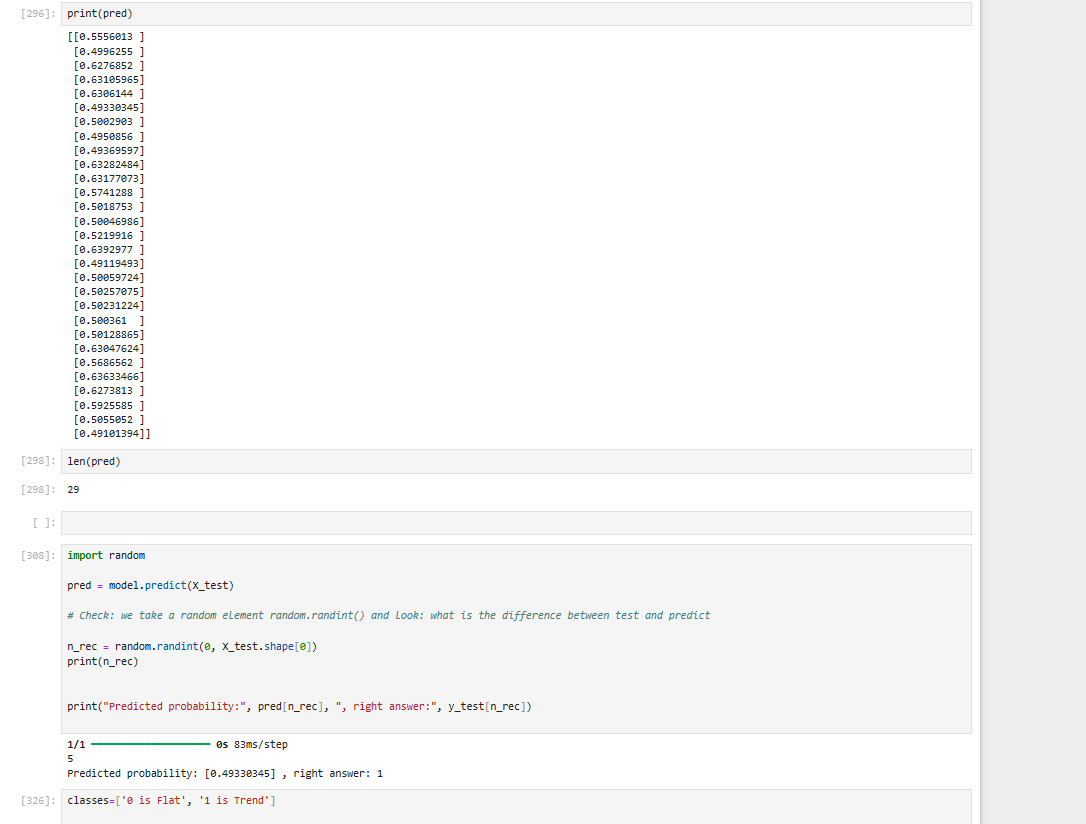 [296]: print(pred)
[[0.5556013 ]
[0.4996255 ]
[0.6276852 ]
[0.63105965]
[0.6306144 ]
[0.49330345]
[0.5002903 ]
[0.4950856 ]
[0.49369597]
[0.63282484]
[0.63177073]
[0.5741288 ]
[0.5018753 ]
[0.50046986]
[0.5219916 ]
[0.6392977 ]
[0.49119493]
[0.50059724]
[0.50257075]
[0.50231224]
[0.500361  ]
[0.50128865]
[0.63047624]
[0.5686562 ]
[0.63633466]
[0.6273813 ]
[0.5925585 ]
[0.5055052 ]
[0.49101394]]
[298]: len(pred)
[298]: 29
[ ]:
[308]: import random
pred = model.predict(X_test)
# Check: we take a random element random.randint() and Look: what is the difference between test and predict
n_rec = random.randint(0, X_test.shape[0])
print(n_rec)
print("Predicted probability:", pred[n_rec], ", right answer:", y_test[n_rec])
1/1 ━━━━━━━━━━━━━━━━━━━━ 0s 83ms/step
5
Predicted probability: [0.49330345] , right answer: 1
[326]: classes=['0 is Flat', '1 is Trend']